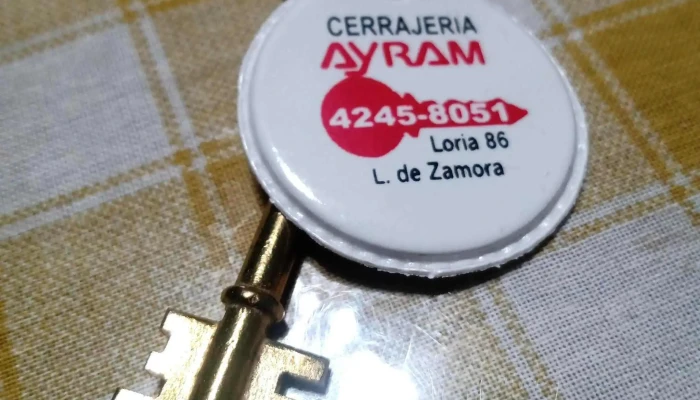 CERRAJERIA
AYRAM
4245-8051
Loria 86
L. de Zamora